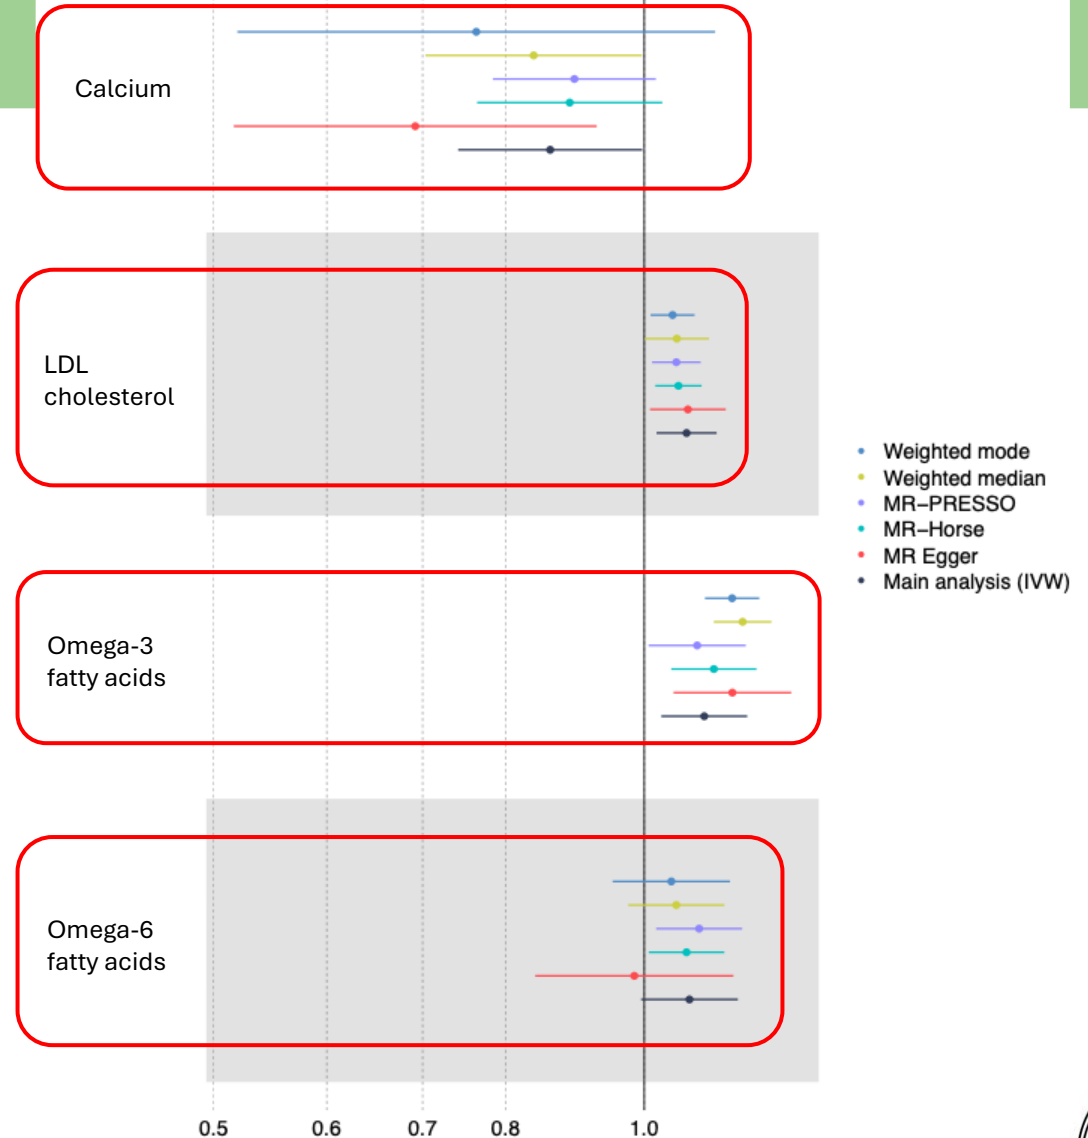 Calcium
LDL
cholesterol
Weighted mode
Weighted median
MR–PRESSO
MR–Horse
MR Egger
Main analysis (IVW)
Omega-3
fatty acids
Omega-6
fatty acids
0.5 0.6 0.7 0.8 1.0